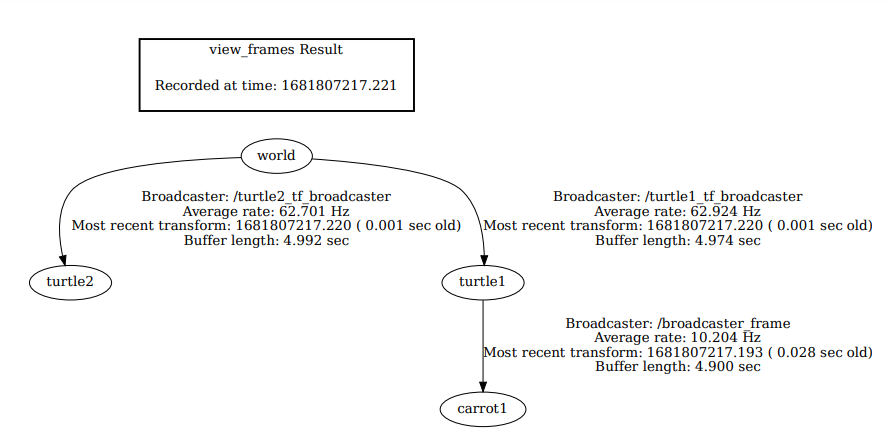 view_frames Result
Recorded at time: 1681807217.221
world
Broadcaster: /turtle2_tf_broadcaster
Average rate: 62.701 Hz
Most recent transform: 1681807217.220 ( 0.001 sec old)
Buffer length: 4.992 sec
Broadcaster: /turtle1_tf_broadcaster
Average rate: 62.924 Hz
Most recent transform: 1681807217.220 ( 0.001 sec old)
Buffer length: 4.974 sec
turtle2
turtle1
Broadcaster: /broadcaster_frame
Average rate: 10.204 Hz
Most recent transform: 1681807217.193 ( 0.028 sec old)
Buffer length: 4.900 sec
carrot1